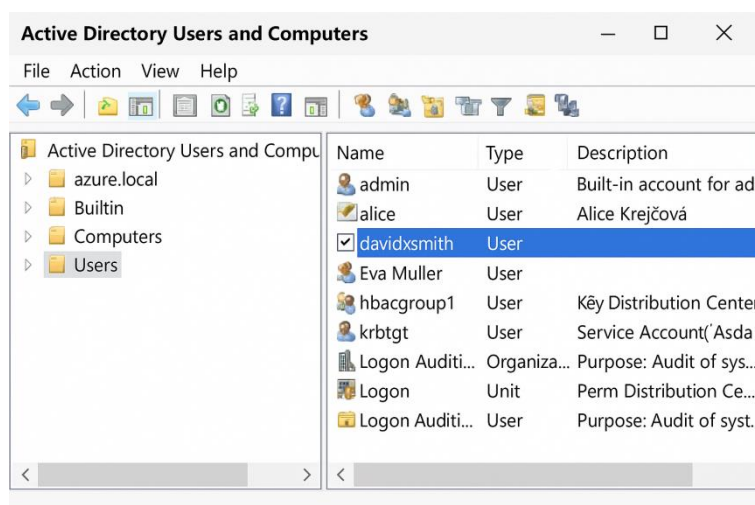 Active Directory Users and Computers
File Action View Help
Active Directory Users and Compu
azure.local
Builtin
Computers
Users
Name Type Description
admin User Built-in account for ad
alice User Alice Krejčová
davidxsmith User
Eva Muller User
hbacgroup1 User Kêy Distribution Center
krbtgt User Service Account('Asda
Logon Auditi... Organiza... Purpose: Audit of sys...
Logon Unit Perm Distribution Ce...
Logon Auditi... User Purpose: Audit of syst.